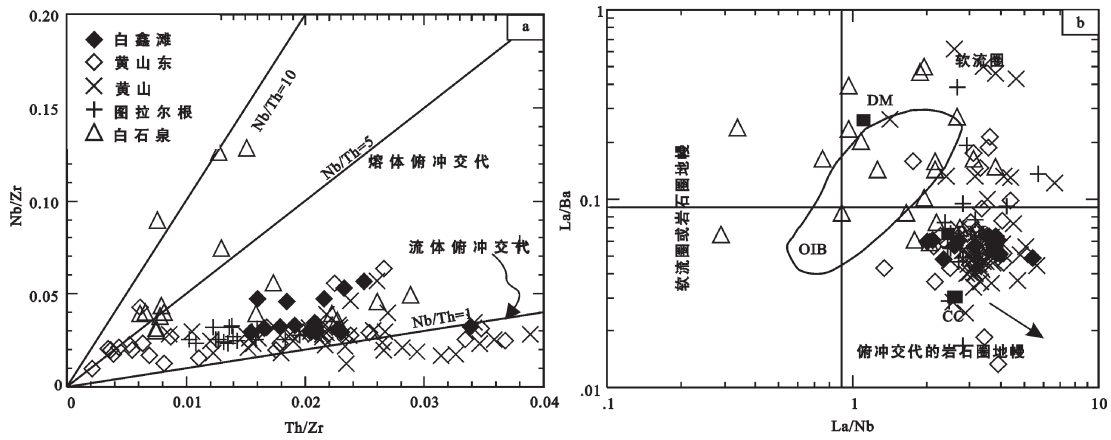 a
0.20
0.15
0.10
0.05
0
Nb/Zr
白鑫滩
黄山东
黄山
图拉尔根
白石泉
Nb/Th=10
Nb/Th=5
熔体俯冲交代
流体俯冲交代
Nb/Th=1
0
0.01
0.02
0.03
0.04
Th/Zr
b
1
0.1
.01
La/Ba
软流圈
DM
软流圈或岩石圈地幔
OIB
CC
俯冲交代的岩石圈地幔
.1
1
10
La/Nb